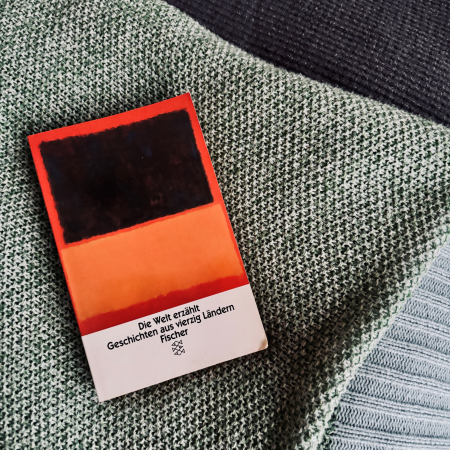 Die Welt erzählt
Geschichten aus vierzig Ländern
Fischer